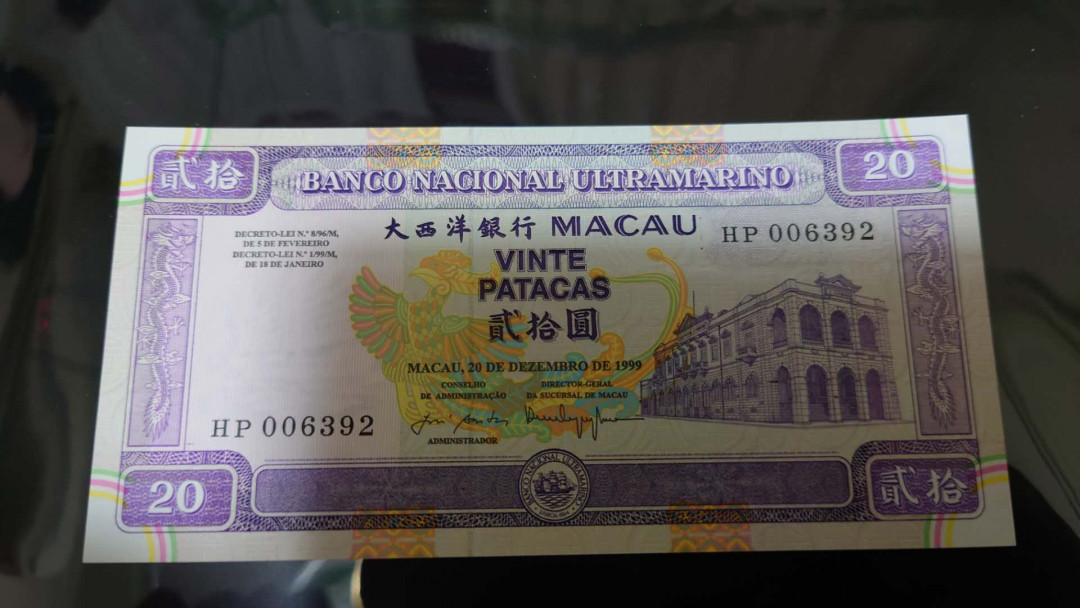 貳拾
BANCO NACIONAL ULTRAMARINO
20
大西洋銀行 MACAU
DECRETO-LEI N.º 8/96/M,
DE 5 DE FEVEREIRO
DECRETO-LEI N.º 1/99/M,
DE 18 DE JANEIRO
HP 006392
VINTE
PATACAS
貳拾圓
MACAU, 20 DE DEZEMBRO DE 1999
CONSELHO
DE ADMINISTRAÇÃO
DIRECTOR-GERAL
DA SUCURSAL DE MACAU
ADMINISTRADOR
HP 006392
20
BANCO NACIONAL ULTRAMARINO
貳拾